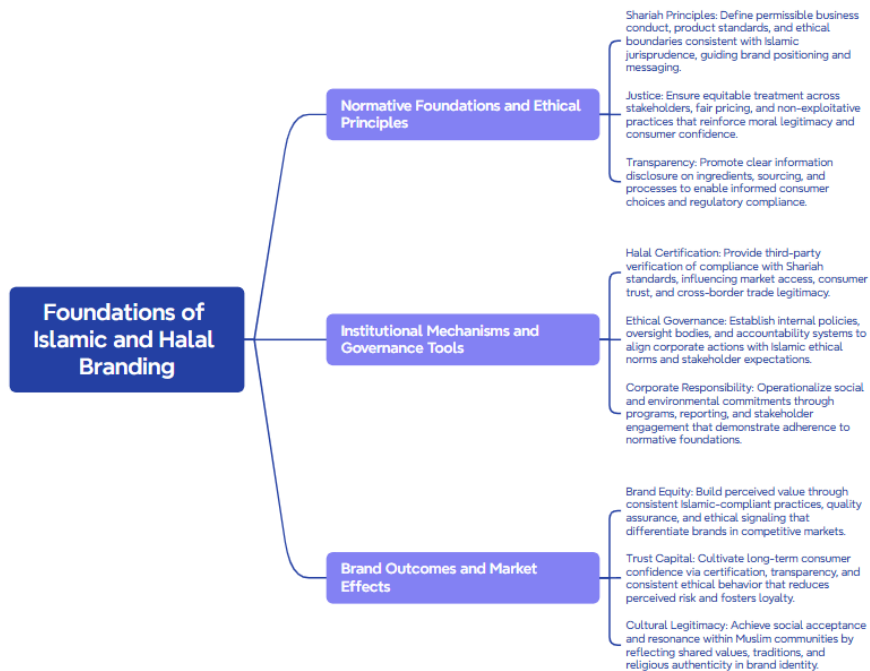 Foundations of
Islamic and Halal
Branding
Normative Foundations and Ethical
Principles
Shariah Principles: Define permissible business
conduct, product standards, and ethical
boundaries consistent with Islamic
jurisprudence, guiding brand positioning and
messaging.
Justice: Ensure equitable treatment across
stakeholders, fair pricing, and non-exploitative
practices that reinforce moral legitimacy and
consumer confidence.
Transparency: Promote clear information
disclosure on ingredients, sourcing, and
processes to enable informed consumer
choices and regulatory compliance.
Institutional Mechanisms and
Governance Tools
Halal Certification: Provide third-party
verification of compliance with Shariah
standards, influencing market access, consumer
trust, and cross-border trade legitimacy.
Ethical Governance: Establish internal policies,
oversight bodies, and accountability systems to
align corporate actions with Islamic ethical
norms and stakeholder expectations.
Corporate Responsibility: Operationalize social
and environmental commitments through
programs, reporting, and stakeholder
engagement that demonstrate adherence to
normative foundations.
Brand Outcomes and Market
Effects
Brand Equity: Build perceived value through
consistent Islamic-compliant practices, quality
assurance, and ethical signaling that
differentiate brands in competitive markets.
Trust Capital: Cultivate long-term consumer
confidence via certification, transparency, and
consistent ethical behavior that reduces
perceived risk and fosters loyalty.
Cultural Legitimacy: Achieve social acceptance
and resonance within Muslim communities by
reflecting shared values, traditions, and
religious authenticity in brand identity.